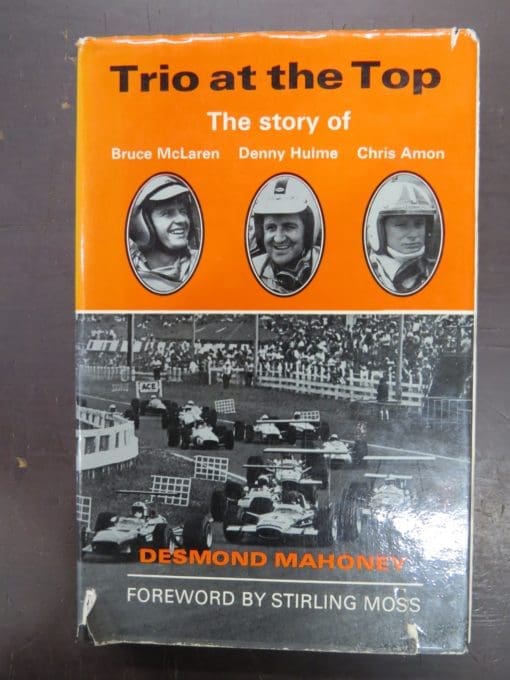 Trio at the Top
The story of
Bruce McLaren Denny Hulme Chris Amon
ACE
DESMOND MAHONEY
FOREWORD BY STIRLING MOSS